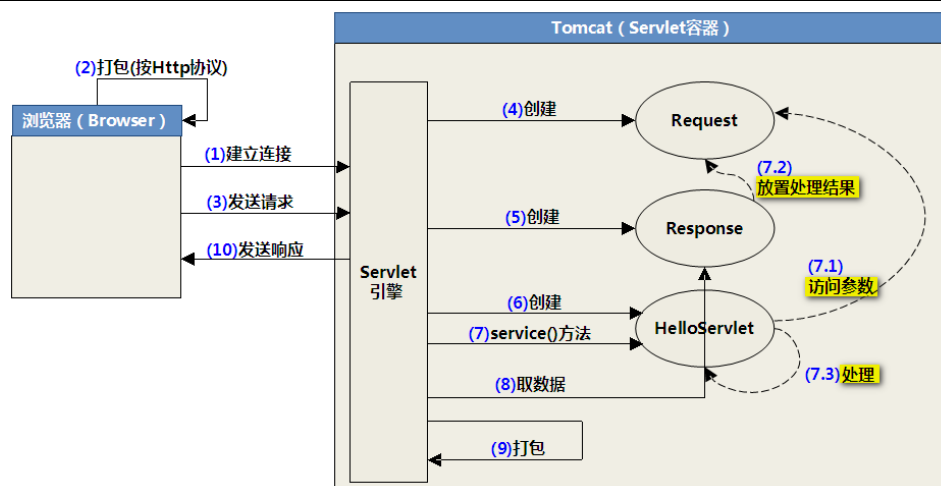 Tomcat（Servlet容器）
(2)打包(按Http协议)
浏览器（Browser）
(4)创建
Request
(1)建立连接
(7.2)
放置处理结果
(3)发送请求
(5)创建
Response
(10)发送响应
Servlet
引擎
(7.1)
访问参数
(6)创建
HelloServlet
(7)service()方法
(7.3)处理
(8)取数据
(9)打包